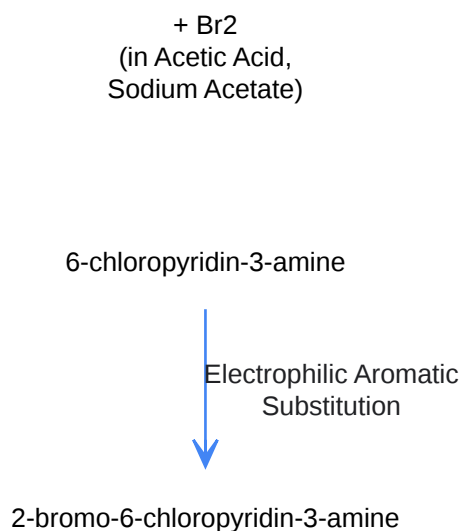 + Br2
(in Acetic Acid,
Sodium Acetate)
6-chloropyridin-3-amine
Electrophilic Aromatic
Substitution
2-bromo-6-chloropyridin-3-amine